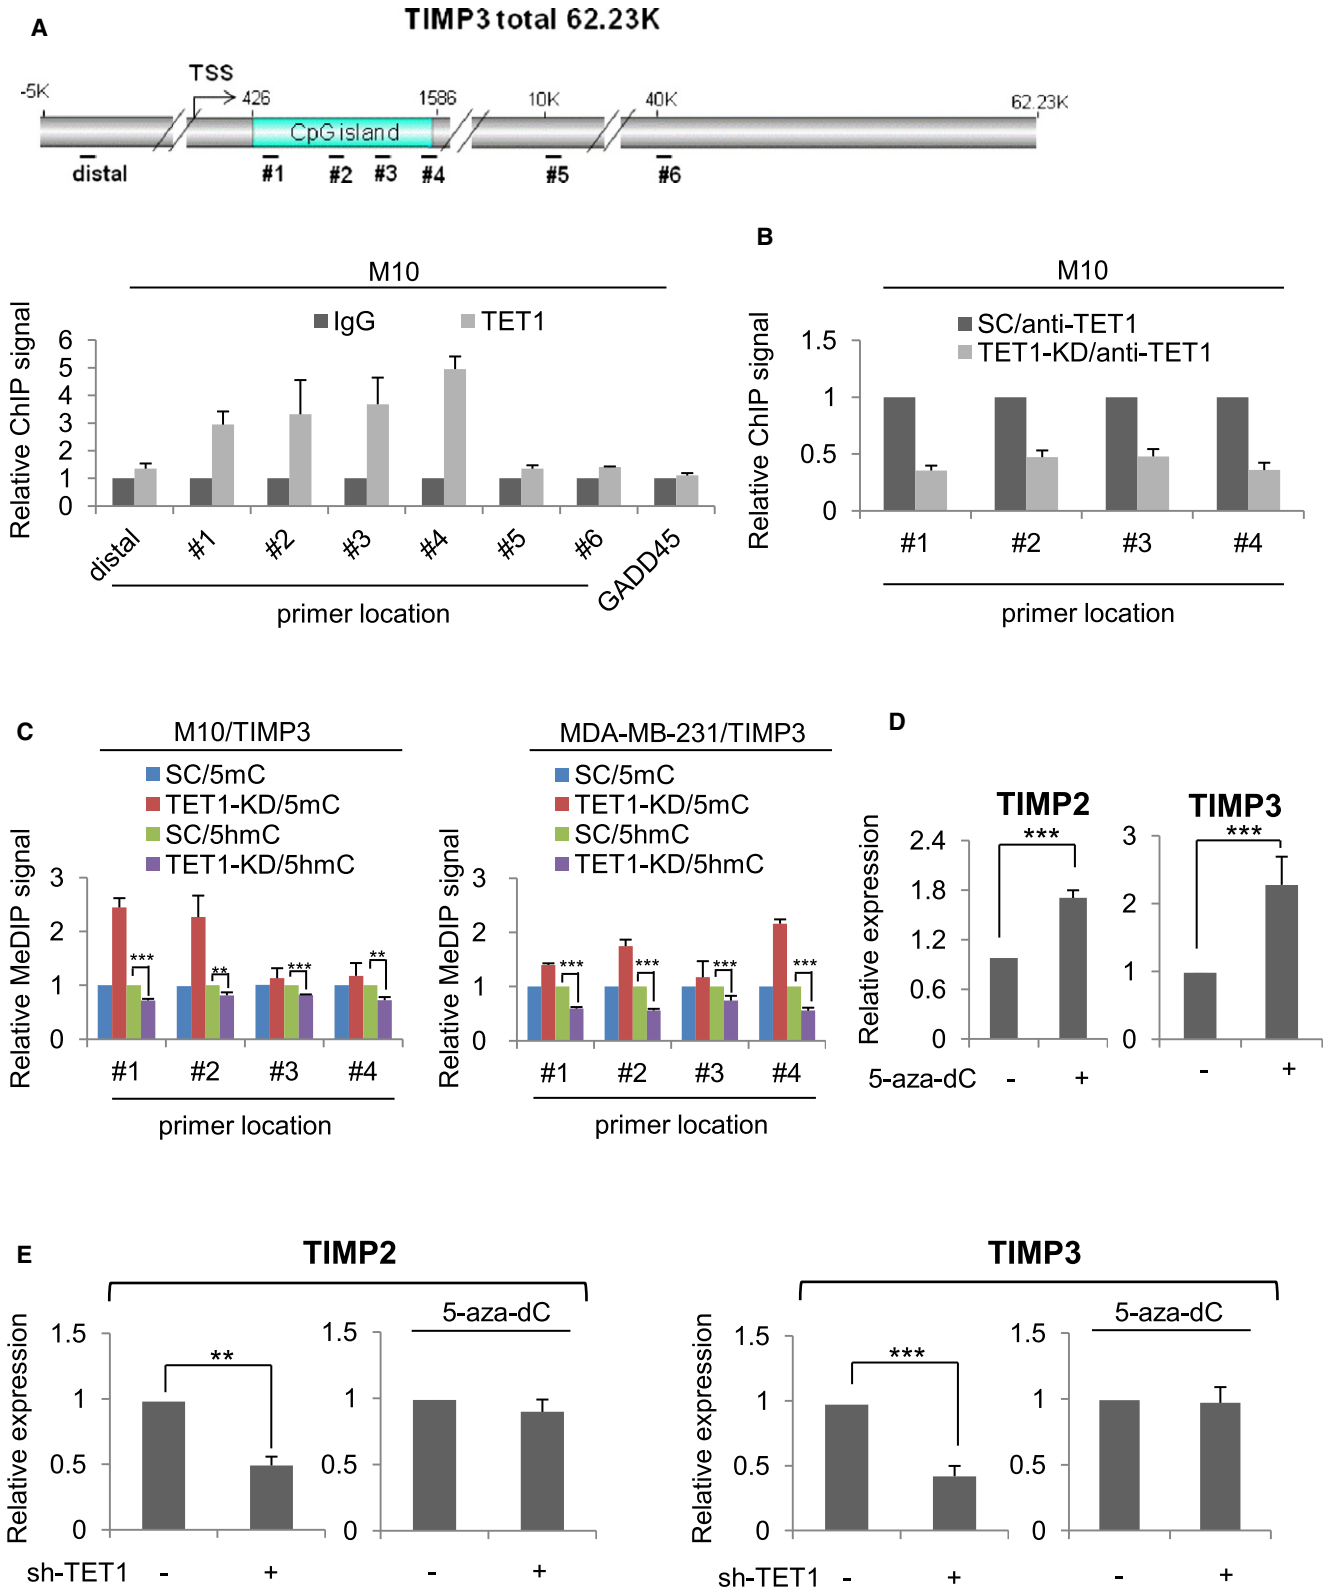 A
TIMP3 total 62.23K
-5K
TSS
426
1586
10K
40K
62.23K
CpG island
distal
#1
#2
#3
#4
#5
#6
M10
IgG
TET1
Relative ChIP signal
6
5
4
3
2
1
0
distal
#1
#2
#3
#4
#5
#6
GADD45
primer location
B
M10
SC/anti-TET1
TET1-KD/anti-TET1
Relative ChIP signal
1.5
1
0.5
0
#1
#2
#3
#4
primer location
C
M10/TIMP3
SC/5mC
TET1-KD/5mC
SC/5hmC
TET1-KD/5hmC
Relative MeDIP signal
3
2
1
0
***
**
***
**
#1
#2
#3
#4
primer location
MDA-MB-231/TIMP3
SC/5mC
TET1-KD/5mC
SC/5hmC
TET1-KD/5hmC
Relative MeDIP signal
3
2
1
0
***
***
***
***
#1
#2
#3
#4
primer location
D
TIMP2
***
Relative expression
2.4
1.8
1.2
0.6
0
5-aza-dC
-
+
TIMP3
***
3
2
1
0
-
+
E
TIMP2
Relative expression
1.5
1
0.5
0
**
sh-TET1
-
+
5-aza-dC
1.5
1
0.5
0
-
+
TIMP3
Relative expression
1.5
1
0.5
0
***
-
+
5-aza-dC
1.5
1
0.5
0
-
+